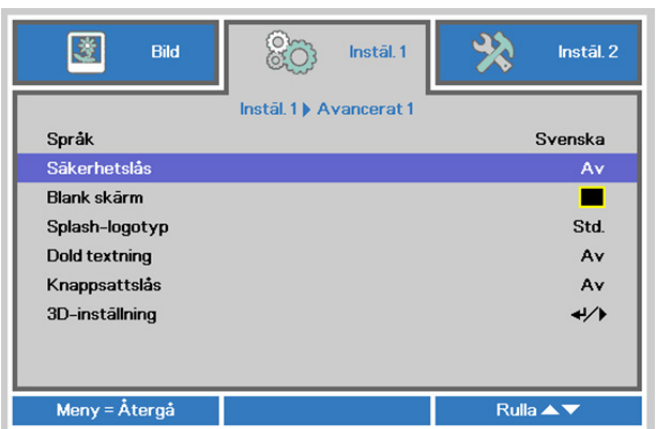 Bild
Instäl. 1
Instäl. 2
Instäl. 1 ▶ Avancerat 1
Språk Svenska
Säkerhetslås Av
Blank skärm
Splash-logotyp Std.
Dold textning Av
Knappsattslås Av
3D-inställning ↵/▶
Meny = Återgå
Rulla ▲▼